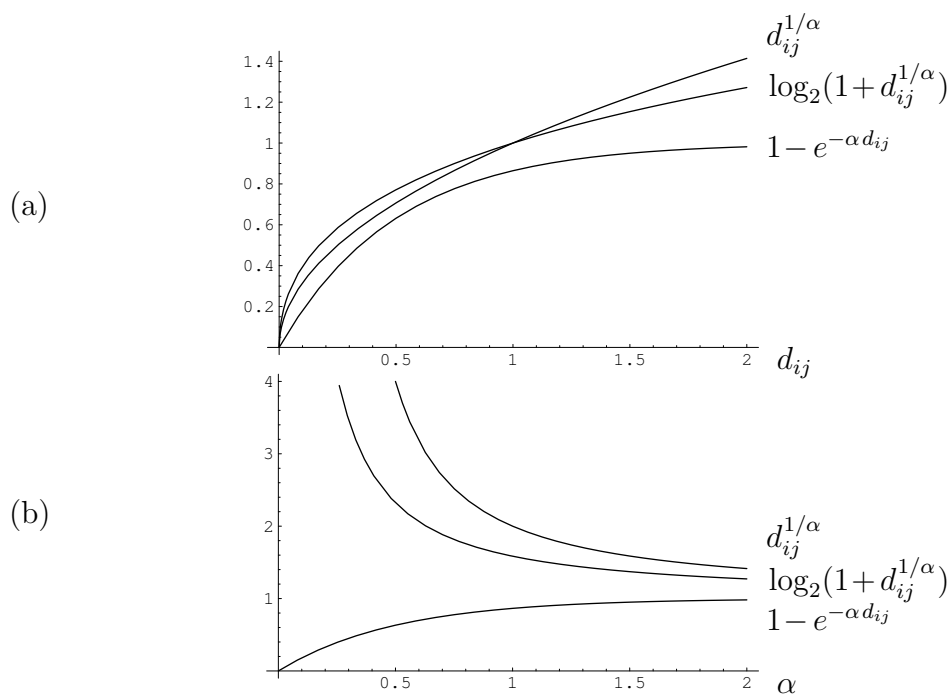 (a)
1.4
1.2
1
0.8
0.6
0.4
0.2
0.5 1 1.5 2
d_{ij}
d_{ij}^{1/α}
log_2(1+d_{ij}^{1/α})
1−e^{−α d_{ij}}
(b)
4
3
2
1
0.5 1 1.5 2
α
d_{ij}^{1/α}
log_2(1+d_{ij}^{1/α})
1−e^{−α d_{ij}}